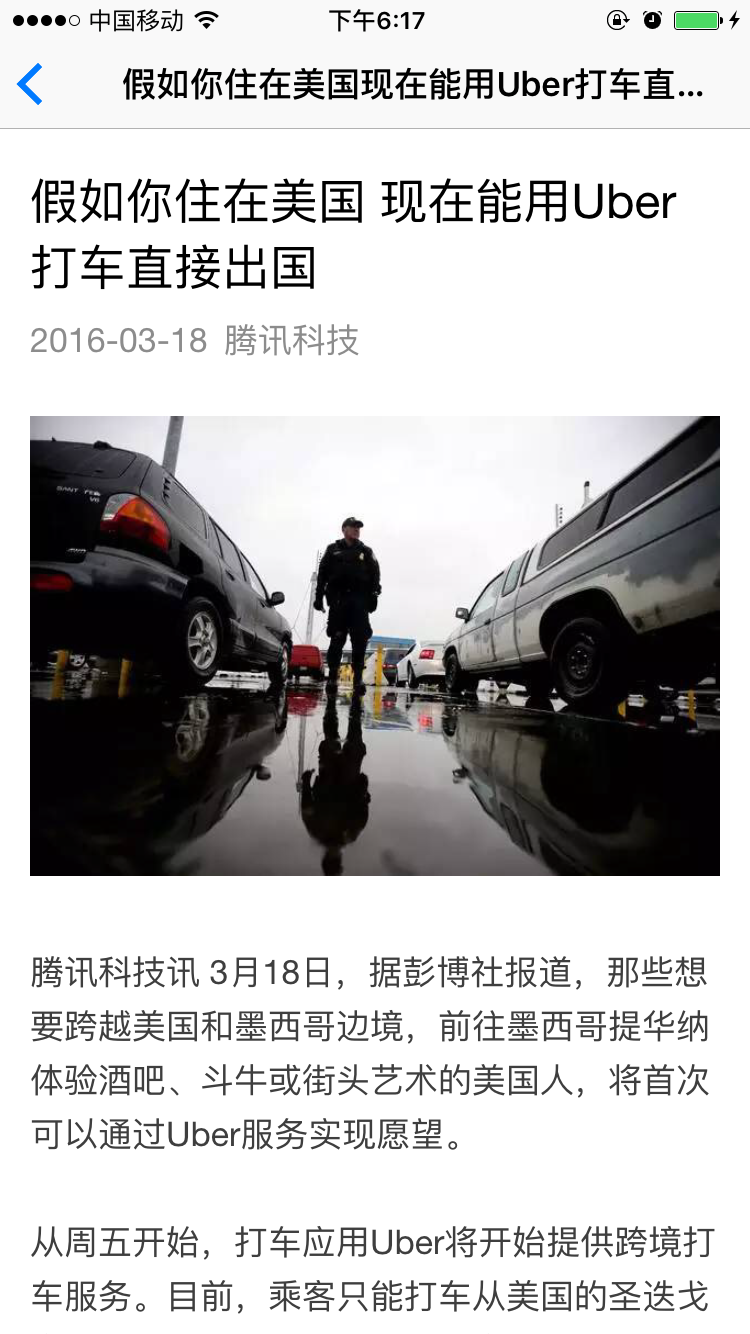 中国移动 下午6:17
假如你住在美国现在能用Uber打车直...
假如你住在美国 现在能用Uber
打车直接出国
2016-03-18 腾讯科技
SANT FE
V6
腾讯科技讯 3月18日，据彭博社报道，那些想
要跨越美国和墨西哥边境，前往墨西哥提华纳
体验酒吧、斗牛或街头艺术的美国人，将首次
可以通过Uber服务实现愿望。
从周五开始，打车应用Uber将开始提供跨境打
车服务。目前，乘客只能打车从美国的圣迭戈